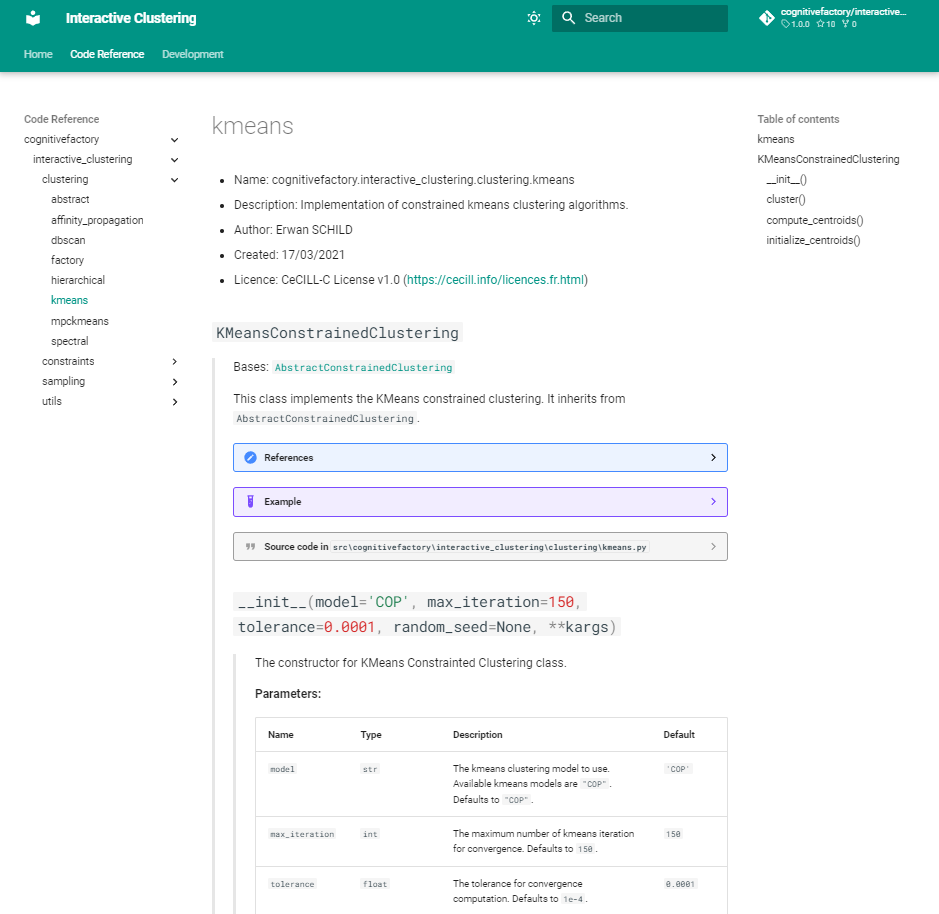 Interactive Clustering
Search
cognitivefactory/interactive...
1.0.0 10 0
Home Code Reference Development
Code Reference
cognitivefactory
interactive_clustering
clustering
abstract
affinity_propagation
dbscan
factory
hierarchical
kmeans
mpckmeans
spectral
constraints
sampling
utils
kmeans
Name: cognitivefactory.interactive_clustering.clustering.kmeans
Description: Implementation of constrained kmeans clustering algorithms.
Author: Erwan SCHILD
Created: 17/03/2021
Licence: CeCILL-C License v1.0 (https://cecill.info/licences.fr.html)
KMeansConstrainedClustering
Bases: AbstractConstrainedClustering
This class implements the KMeans constrained clustering. It inherits from
AbstractConstrainedClustering.
References
Example
Source code in src\cognitivefactory\interactive_clustering\clustering\kmeans.py
__init__(model='COP', max_iteration=150,
tolerance=0.0001, random_seed=None, **kargs)
The constructor for KMeans Constrainted Clustering class.
Parameters:
Name Type Description Default
model str The kmeans clustering model to use. 'COP'
Available kmeans models are "COP".
Defaults to "COP".
max_iteration int The maximum number of kmeans iteration 150
for convergence. Defaults to 150.
tolerance float The tolerance for convergence 0.0001
computation. Defaults to 1e-4.
Table of contents
kmeans
KMeansConstrainedClustering
__init__()
cluster()
compute_centroids()
initialize_centroids()